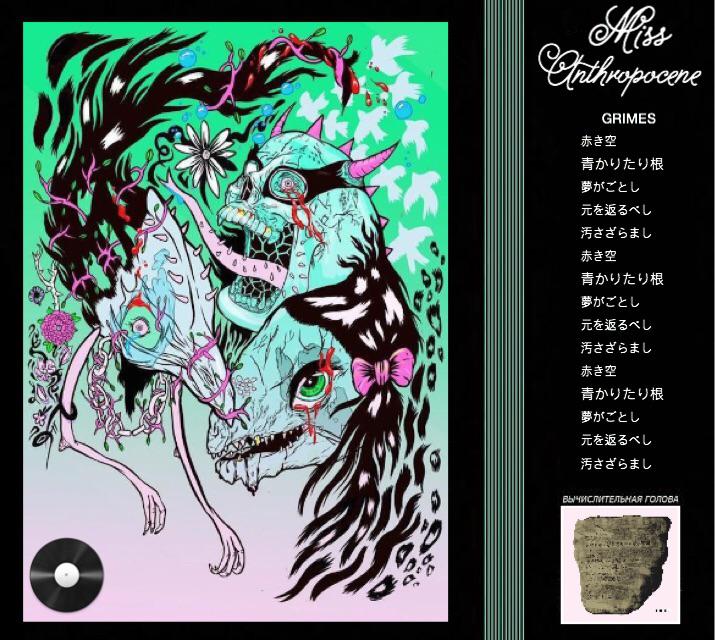 Miss
Anthropocene
GRIMES
赤き空
青かりたり根
夢がごとし
元を返るべし
汚さざらまし
赤き空
青かりたり根
夢がごとし
元を返るべし
汚さざらまし
赤き空
青かりたり根
夢がごとし
元を返るべし
汚さざらまし
ВЫЧИСЛИТЕЛЬНАЯ ГОЛОВА